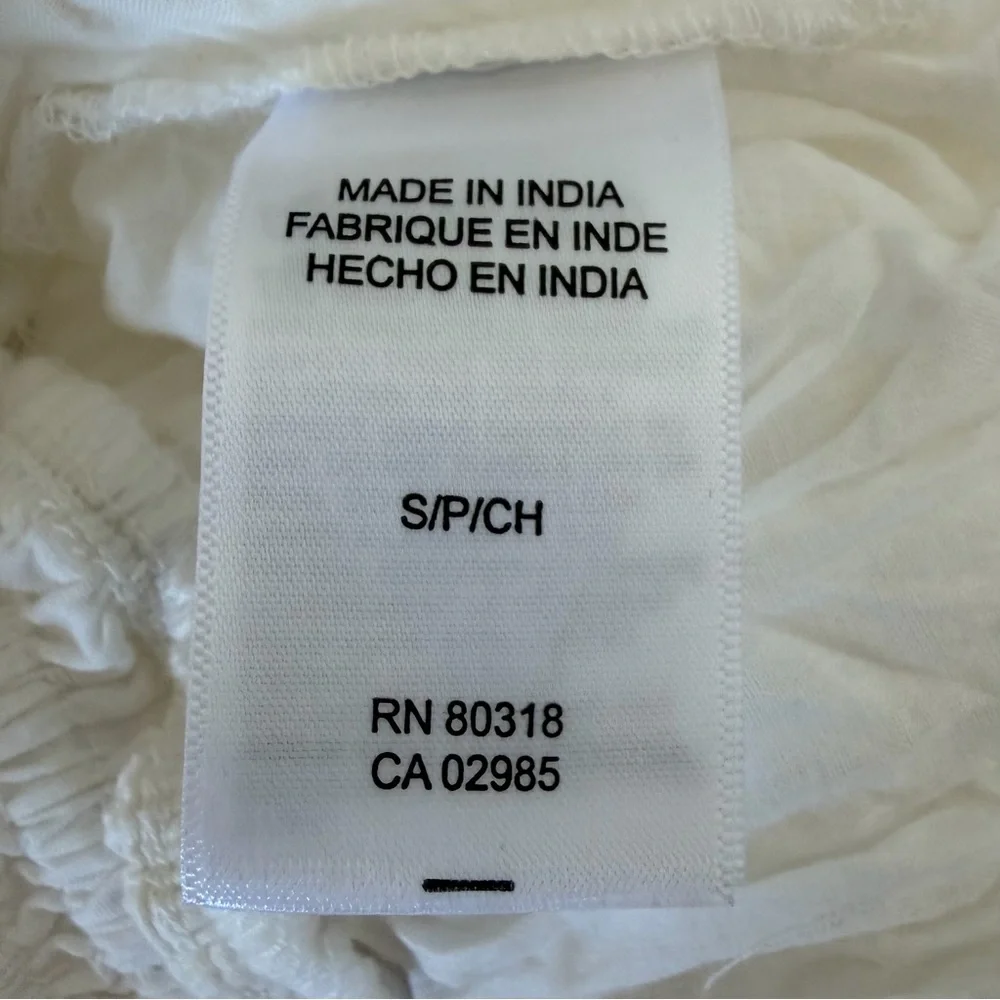 MADE IN INDIA
FABRIQUE EN INDE
HECHO EN INDIA
S/P/CH
RN 80318
CA 02985